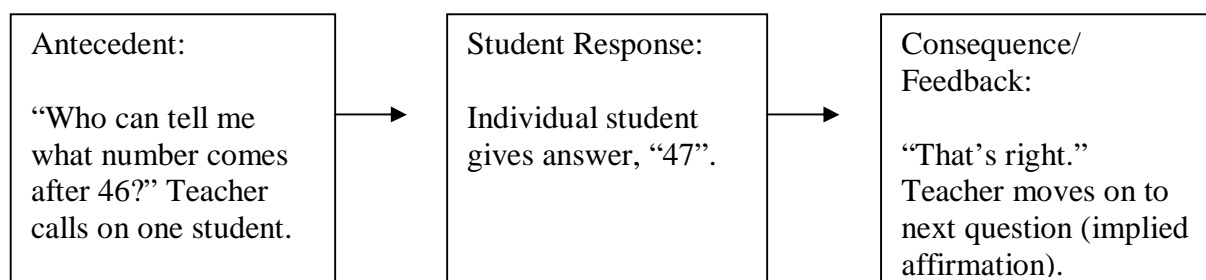 Antecedent:
“Who can tell me
what number comes
after 46?” Teacher
calls on one student.
Student Response:
Individual student
gives answer, “47”.
Consequence/
Feedback:
“That’s right.”
Teacher moves on to
next question (implied
affirmation).